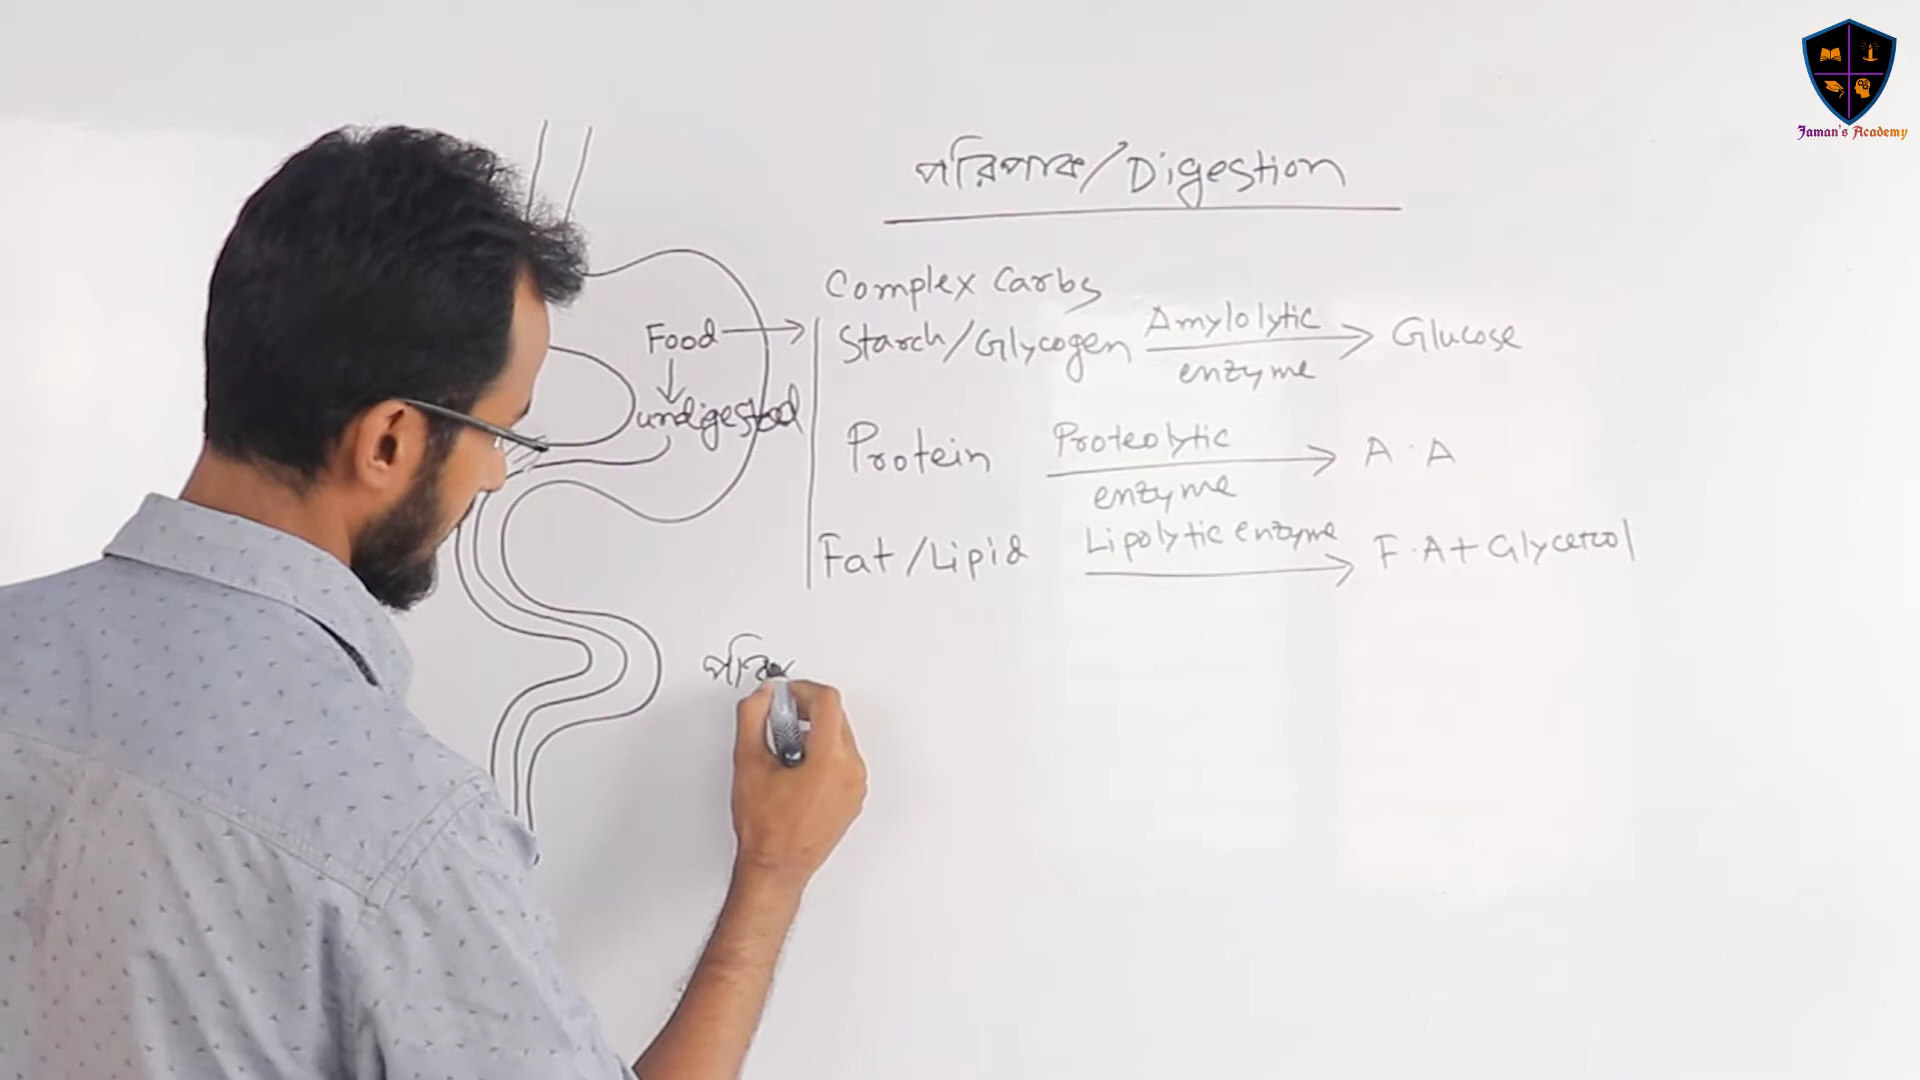 Jaman's Academy
পরিপাক/Digestion
Complex Carbs
Food → Starch/Glycogen Amylolytic enzyme → Glucose
undigested
Protein Proteolytic enzyme → A.A
Fat/Lipid Lipolytic enzyme → F.A + Glycerol